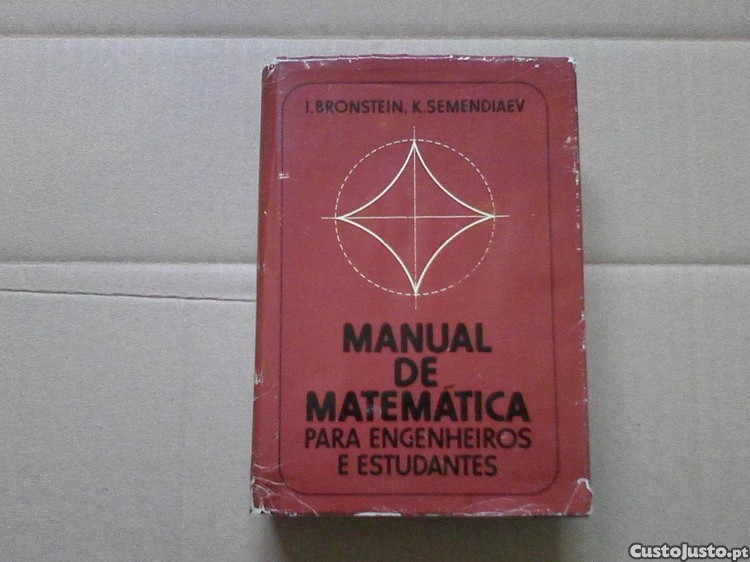 I.BRONSTEIN, K.SEMENDIAEV
MANUAL
DE
MATEMÁTICA
PARA ENGENHEIROS
E ESTUDANTES
CustoJusto.pt